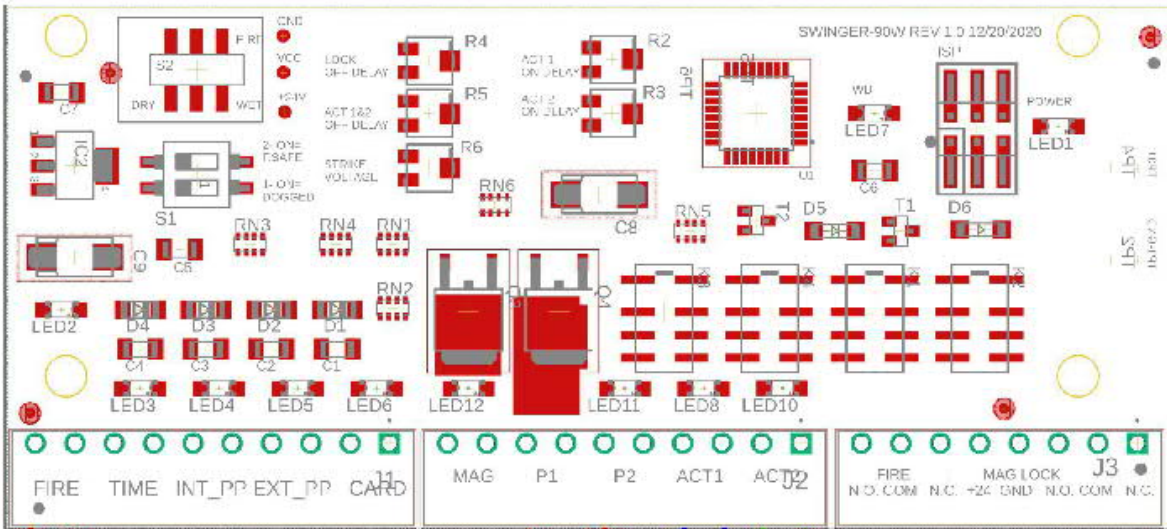 SWINGER-90W REV 1.0 12/20/2020
GND
VCC
+24V
S2
DRY
WET
C7
IC2
S1
2- ON=
F.SAFE
1- ON=
DOGGED
LOCK
OFF DELAY
R4
ACT 1&2
OFF DELAY
R5
STRIKE
VOLTAGE
R6
ACT 1
ON DELAY
R2
ACT 2
ON DELAY
R3
U1
ISP
WD
LED7
C6
POWER
LED1
TP2
C9
C5
RN3
RN4
RN1
RN6
C8
RN5
T2
D5
T1
D6
RN2
LED2
D4
D3
D2
D1
C4
C3
C2
C1
LED3
LED4
LED5
LED6
LED12
LED11
LED8
LED10
J1
FIRE
TIME
INT_PP
EXT_PP
CARD
J2
MAG
P1
P2
ACT1
ACT2
J3
FIRE
MAG LOCK
N.O. COM N.C. +24 GND N.O. COM N.C.